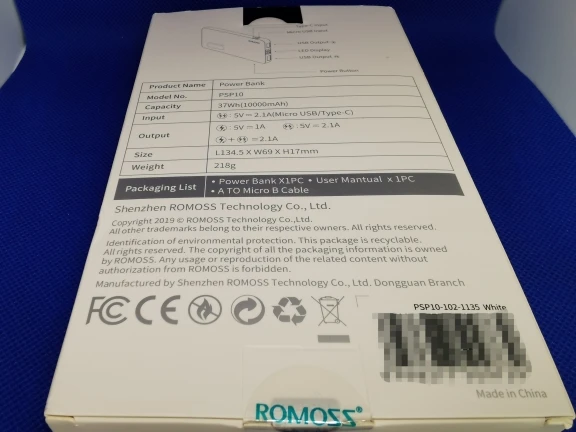 Type-C Input
Micro USB Input
USB Output
LED Display
USB Output
Power Button
Product Name Power Bank
Model No. PSP10
Capacity 37Wh(10000mAh)
Input : 5V⎓2.1A(Micro USB/Type-C)
Output : 5V⎓1A : 5V⎓2.1A
+ ⎓2.1A
Size L134.5 X W69 X H17mm
Weight 218g
Packaging List • Power Bank X1PC • User Mantual x 1PC
• A TO Micro B Cable
Shenzhen ROMOSS Technology Co., Ltd.
Copyright 2019 © ROMOSS Technology Co.,Ltd.
All other trademarks belong to their respective owners. All rights reserved.
Identification of environmental protection. This package is recyclable.
All rights reserved. The copyright of all the packaging information is owned
by ROMOSS. Any usage or reproduction of the related content without
authorization from ROMOSS is forbidden.
Manufactured by Shenzhen ROMOSS Technology Co., Ltd. Dongguan Branch
FC CE
PSP10-102-1135 White
Made in China
ROMOSS®